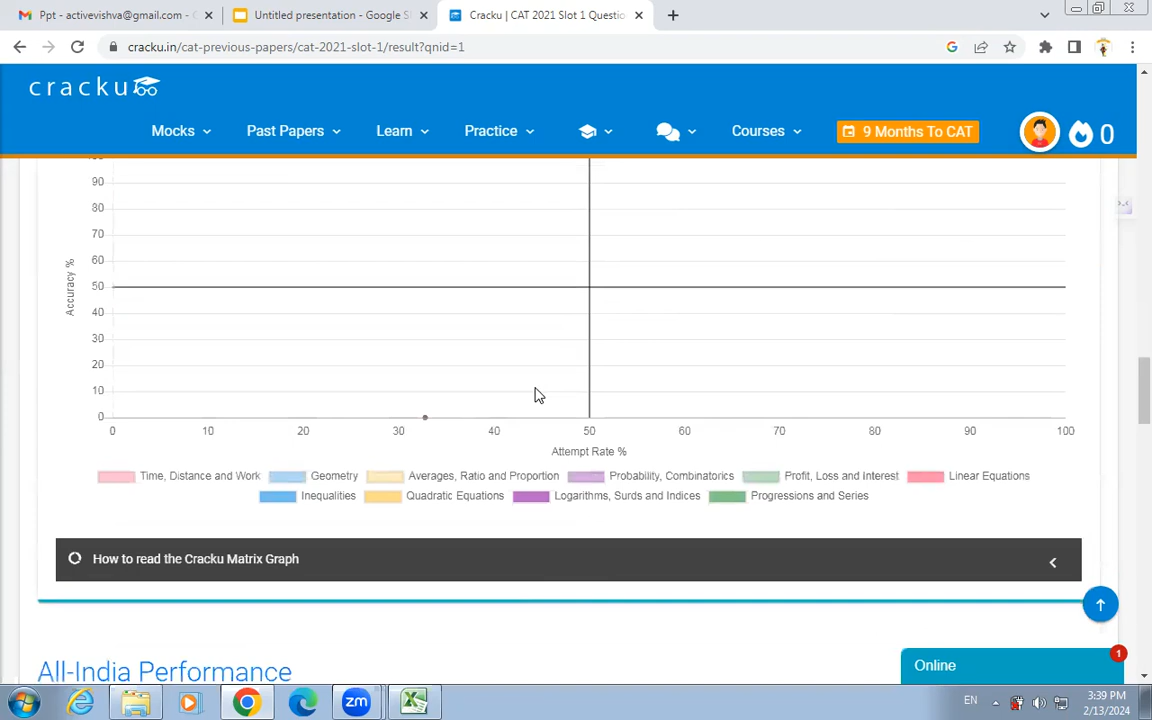 Ppt - activevishva@gmail.com -
Untitled presentation - Google S
Cracku | CAT 2021 Slot 1 Questio
cracku.in/cat-previous-papers/cat-2021-slot-1/result?qnid=1
cracku
Mocks
Past Papers
Learn
Practice
Courses
9 Months To CAT
0
100
90
80
70
60
50
40
30
20
10
0
Accuracy %
0 10 20 30 40 50 60 70 80 90 100
Attempt Rate %
Time, Distance and Work Geometry Averages, Ratio and Proportion Probability, Combinatorics Profit, Loss and Interest Linear Equations
Inequalities Quadratic Equations Logarithms, Surds and Indices Progressions and Series
How to read the Cracku Matrix Graph
All-India Performance
Online
1
EN
3:39 PM
2/13/2024